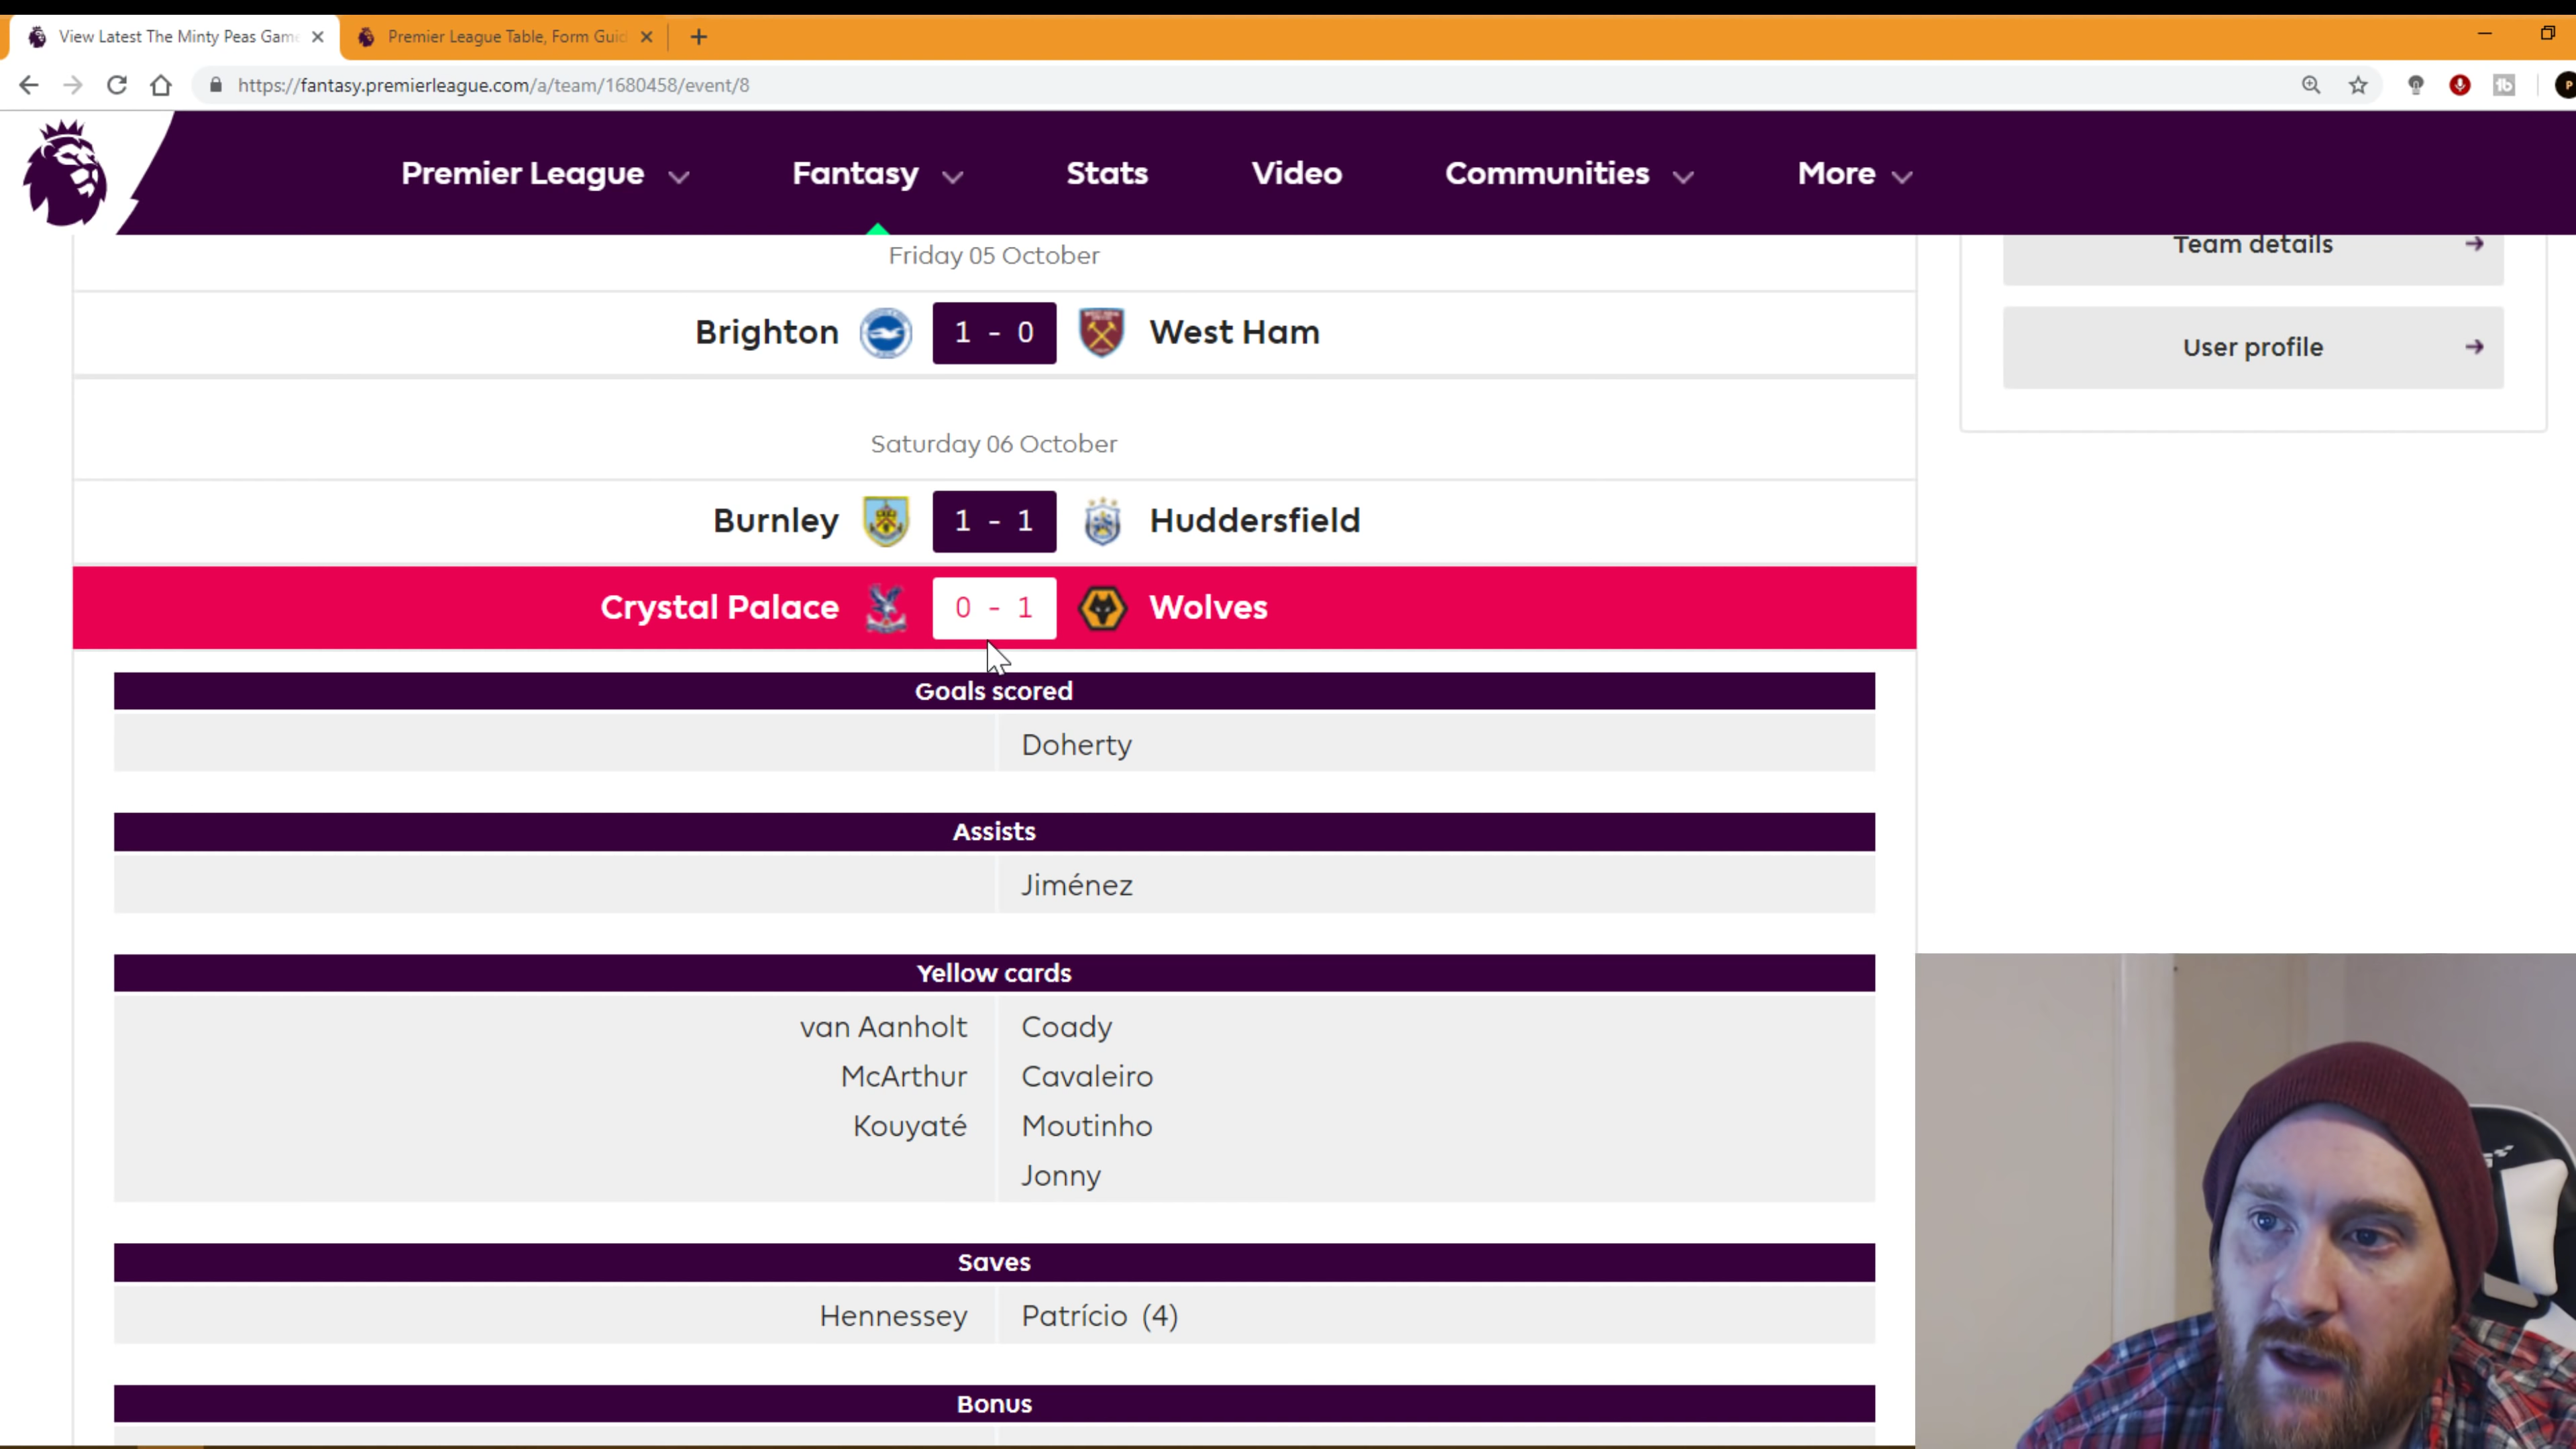 View Latest The Minty Peas Game
Premier League Table, Form Guid
https://fantasy.premierleague.com/a/team/1680458/event/8
Premier League
Fantasy
Stats
Video
Communities
More
Friday 05 October
Team details
Brighton 1 - 0 West Ham
User profile
Saturday 06 October
Burnley 1 - 1 Huddersfield
Crystal Palace 0 - 1 Wolves
Goals scored
Doherty
Assists
Jiménez
Yellow cards
van Aanholt Coady
McArthur Cavaleiro
Kouyaté Moutinho
Jonny
Saves
Hennessey Patrício (4)
Bonus